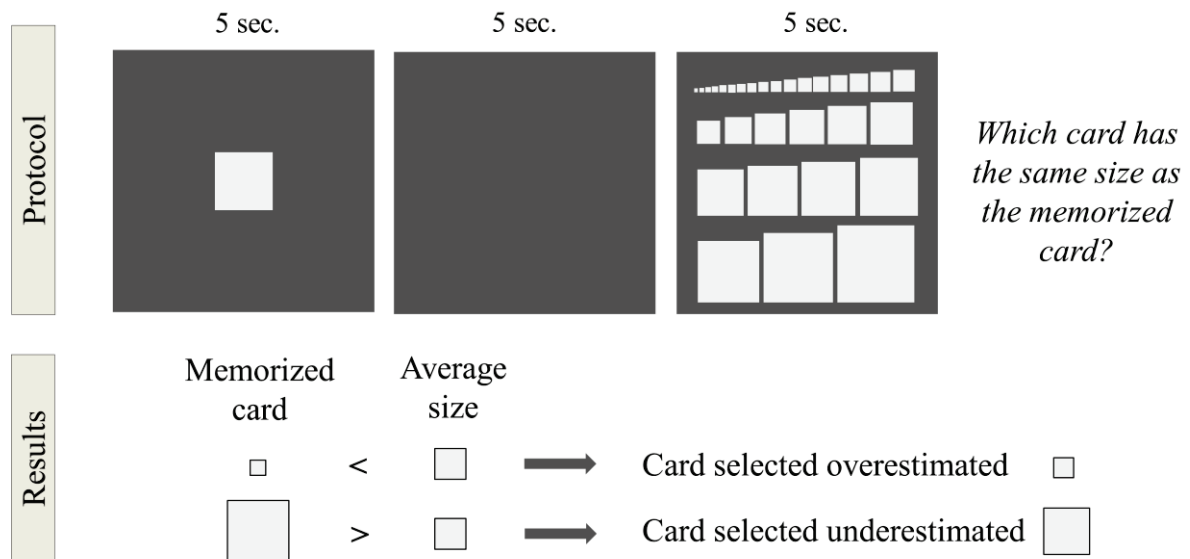 5 sec.
5 sec.
5 sec.
Protocol
Which card has
the same size as
the memorized
card?
Results
Memorized
card
Average
size
<
Card selected overestimated
>
Card selected underestimated